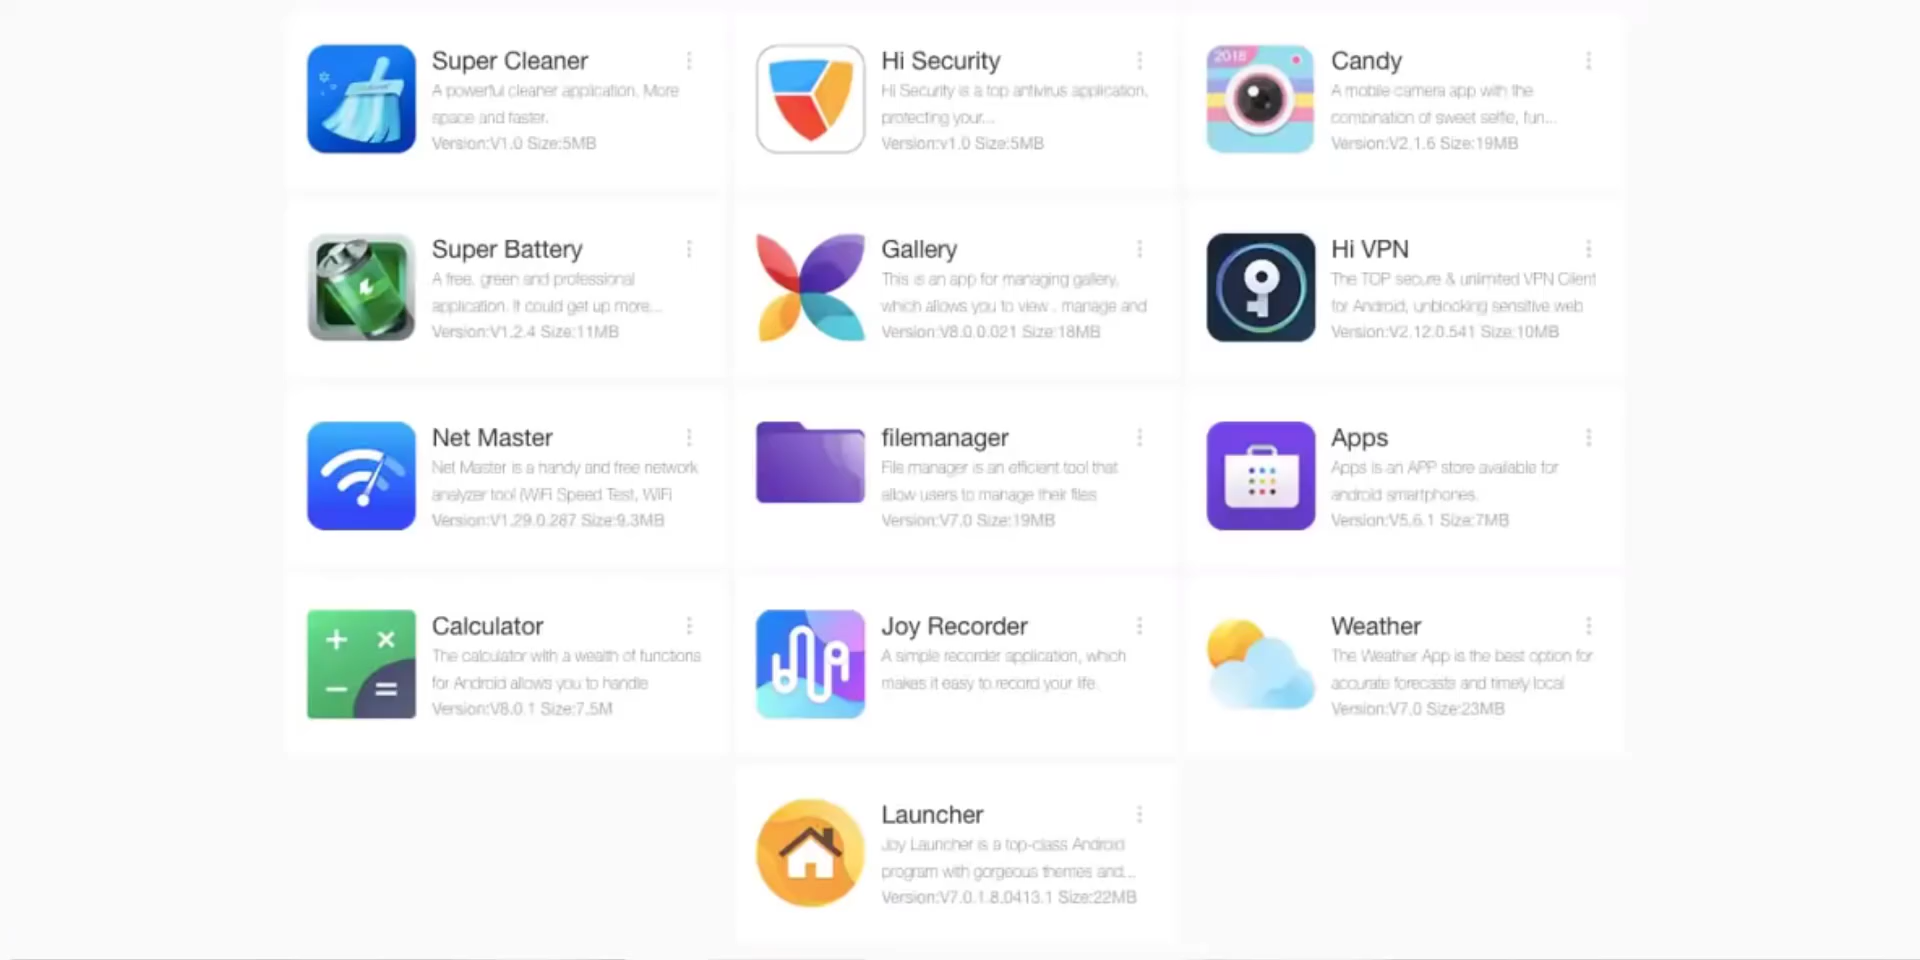 Super Cleaner
A powerful cleaner application. More
space and faster.
Version:V1.0 Size:5MB
Hi Security
Hi Security is a top antivirus application,
protecting your...
Version:v1.0 Size:5MB
2018
Candy
A mobile camera app with the
combination of sweet selfie, fun...
Version:V2.1.6 Size:19MB
Super Battery
A free, green and professional
application. It could get up more...
Version:V1.2.4 Size:11MB
Gallery
This is an app for managing gallery,
which allows you to view , manage and
Version:V8.0.0.021 Size:18MB
Hi VPN
The TOP secure & unlimited VPN Client
for Android, unblocking sensitive web
Version:V2.12.0.541 Size:10MB
Net Master
Net Master is a handy and free network
analyzer tool (WiFi Speed Test, WiFi
Version:V1.29.0.287 Size:9.3MB
filemanager
File manager is an efficient tool that
allow users to manage their files
Version:V7.0 Size:19MB
Apps
Apps is an APP store available for
android smartphones.
Version:V5.6.1 Size:7MB
Calculator
The calculator with a wealth of functions
for Android allows you to handle
Version:V8.0.1 Size:7.5M
Joy Recorder
A simple recorder application, which
makes it easy to record your life.
Weather
The Weather App is the best option for
accurate forecasts and timely local
Version:V7.0 Size:23MB
Launcher
Joy Launcher is a top-class Android
program with gorgeous themes and...
Version:V7.0.1.8.0413.1 Size:22MB